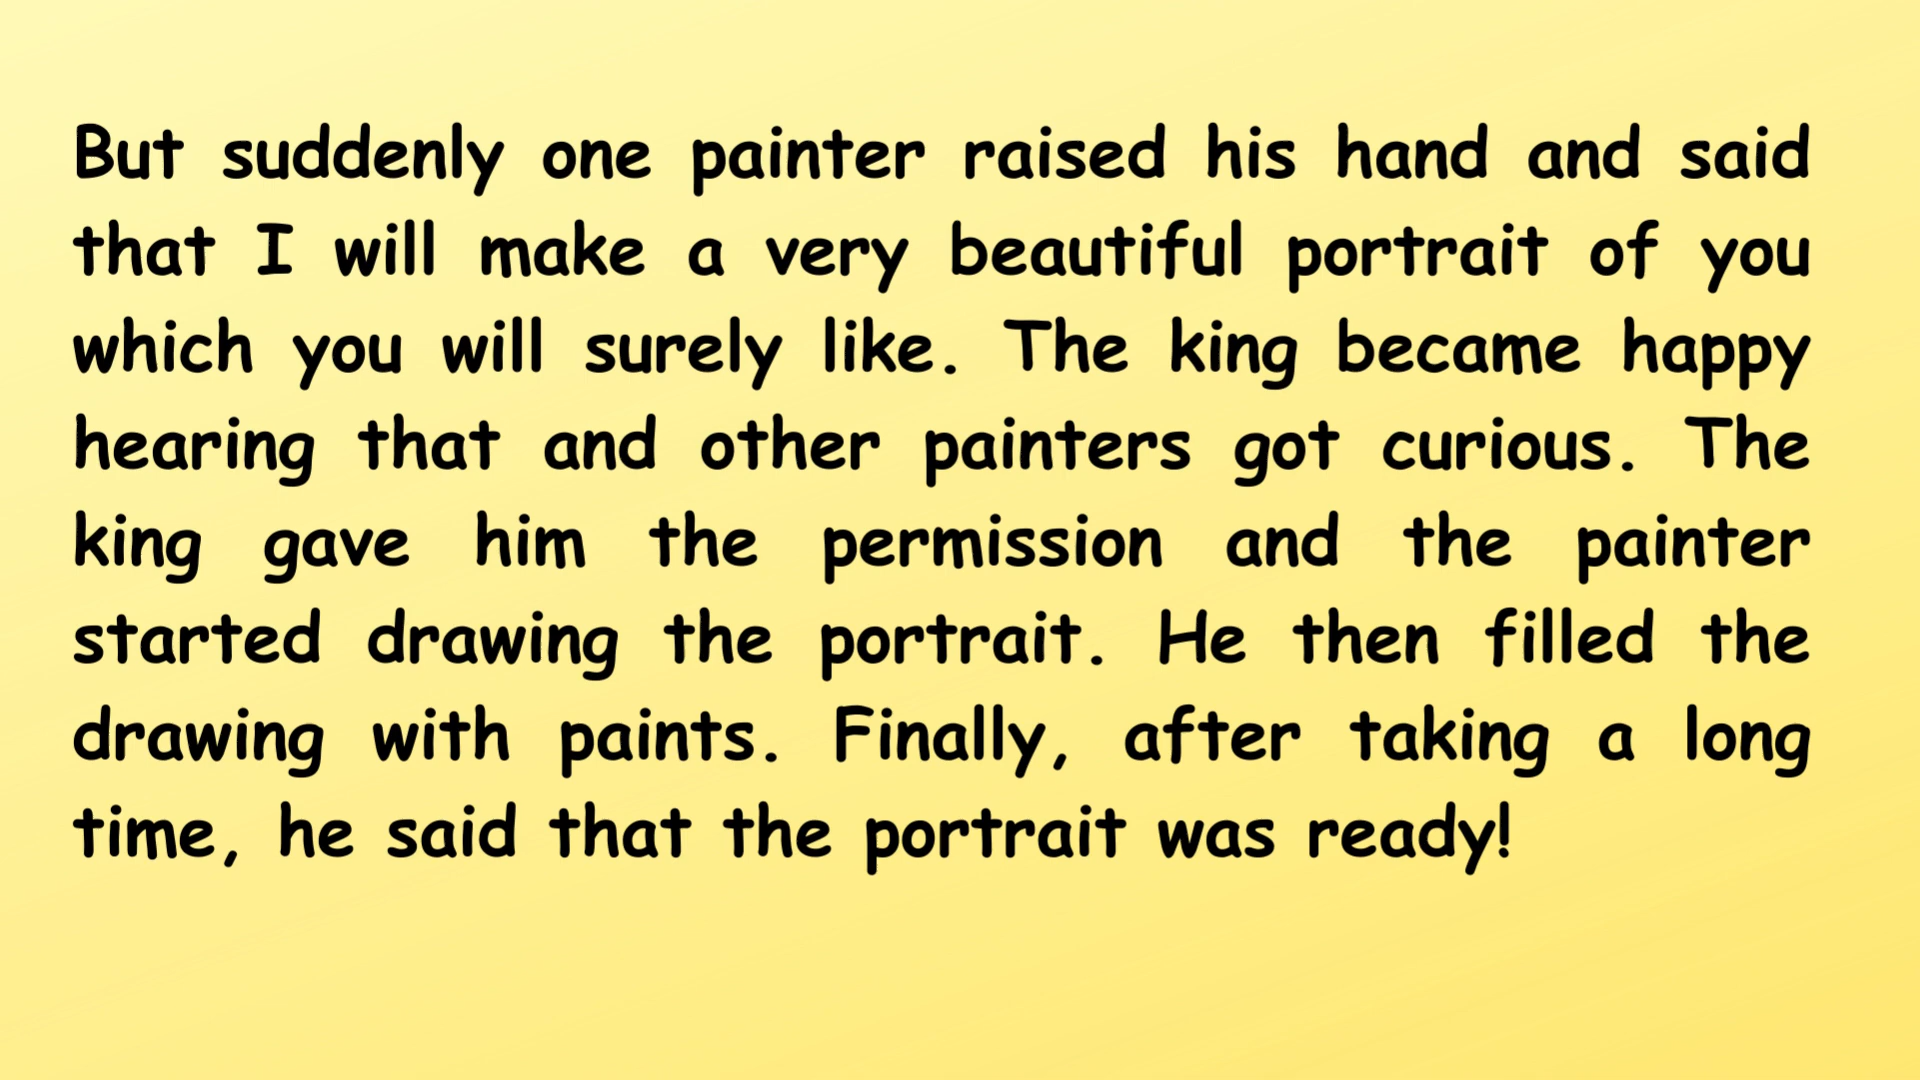 But suddenly one painter raised his hand and said
that I will make a very beautiful portrait of you
which you will surely like. The king became happy
hearing that and other painters got curious. The
king gave him the permission and the painter
started drawing the portrait. He then filled the
drawing with paints. Finally, after taking a long
time, he said that the portrait was ready!